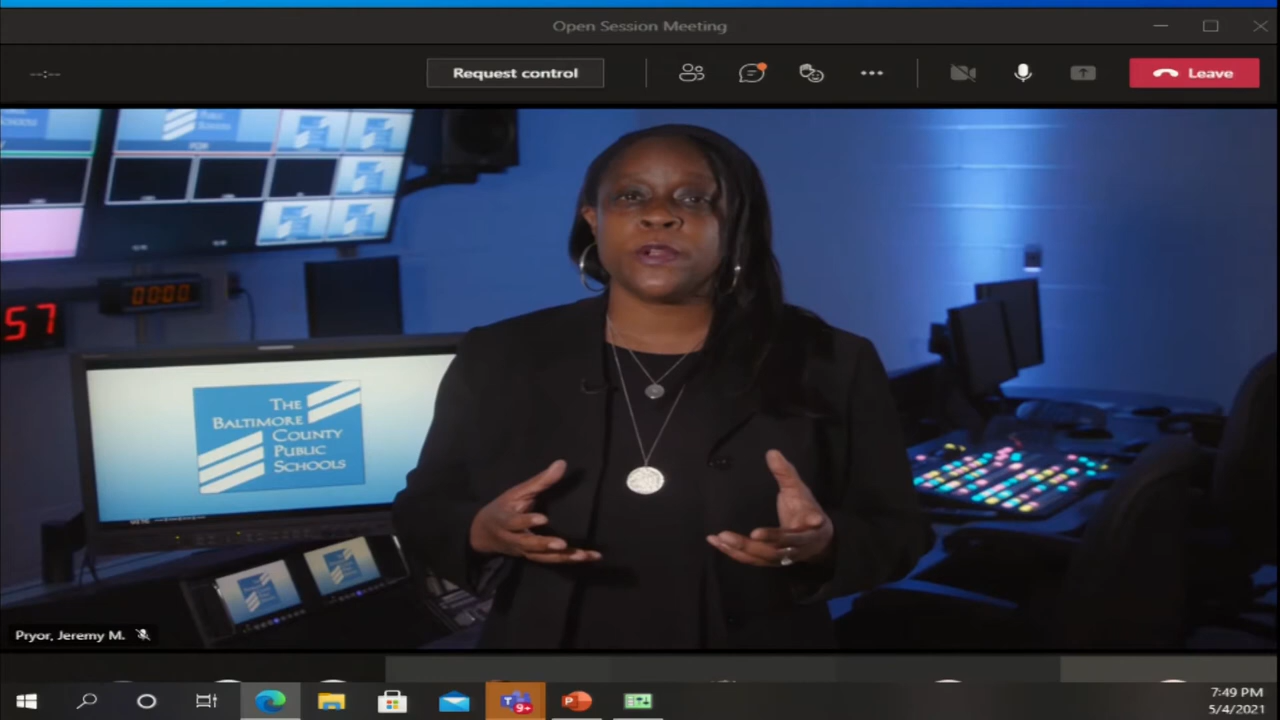 Open Session Meeting
--:--
Request control
Leave
57
0000
THE
BALTIMORE
COUNTY
PUBLIC
SCHOOLS
Pryor, Jeremy M.
9+
7:49 PM
5/4/2021